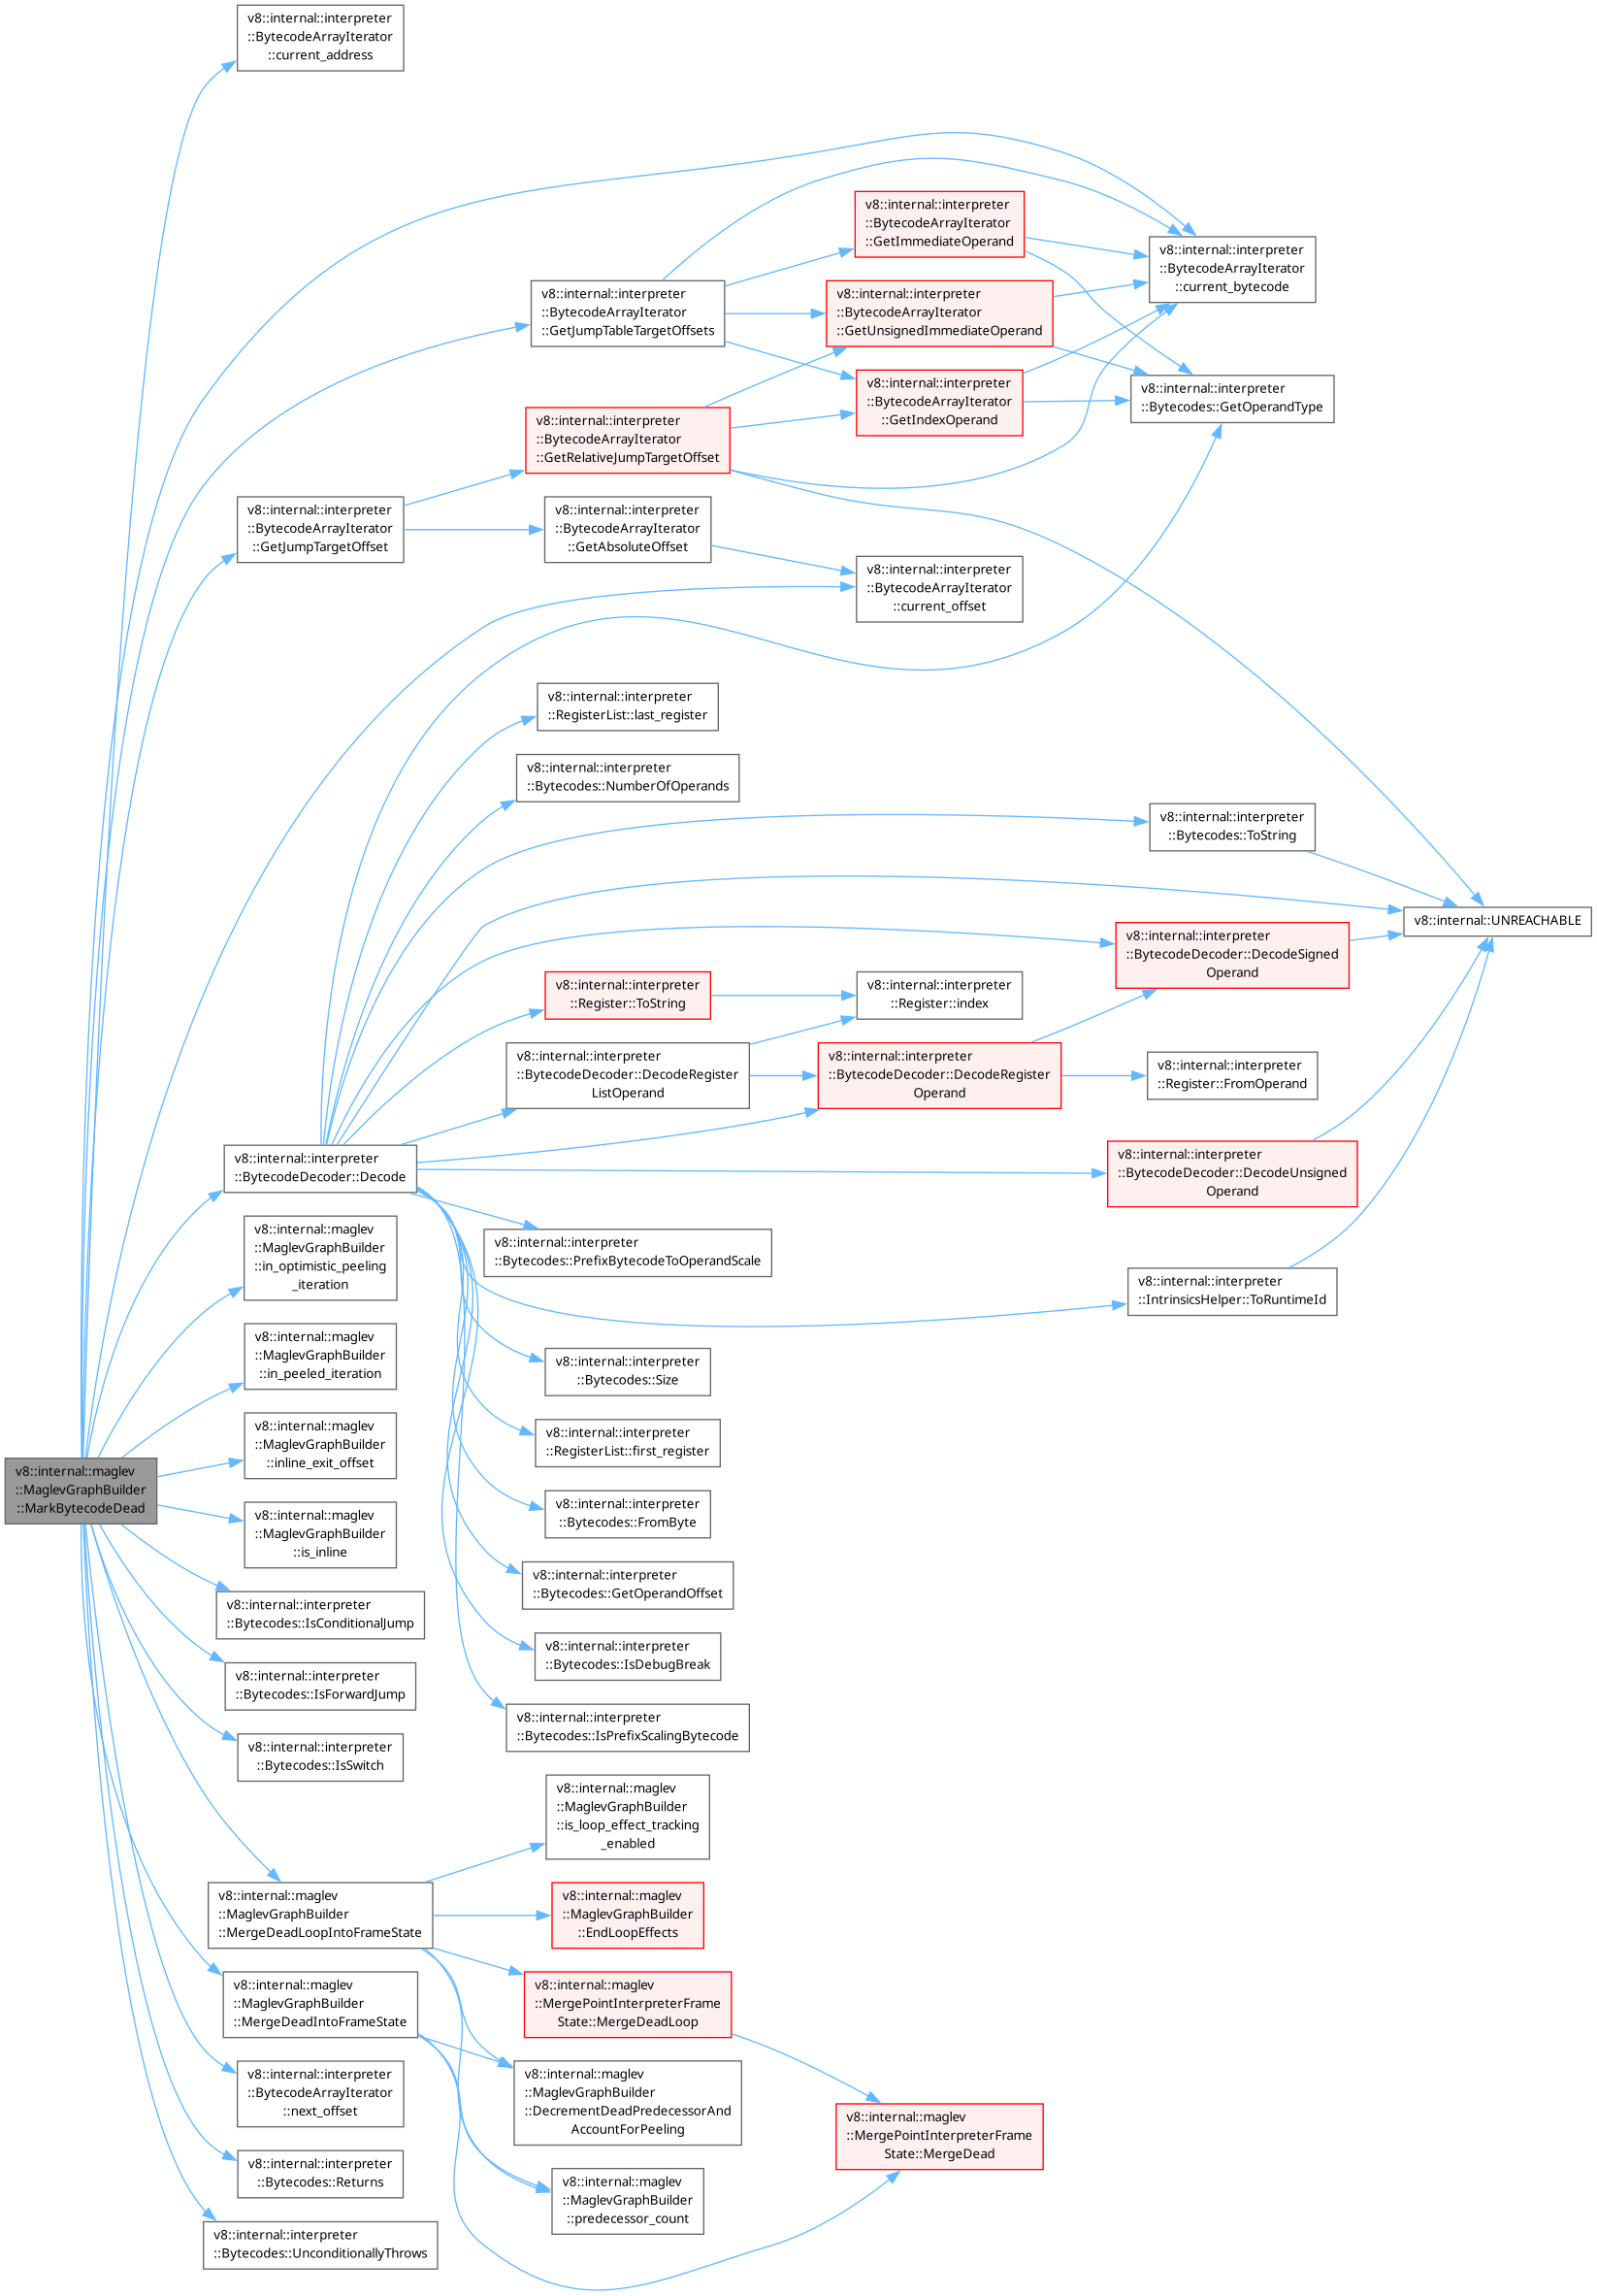 v8::internal::interpreter
::BytecodeArrayIterator
::current_address
v8::internal::interpreter
::BytecodeArrayIterator
::GetImmediateOperand
v8::internal::interpreter
::BytecodeArrayIterator
::current_bytecode
v8::internal::interpreter
::BytecodeArrayIterator
::GetJumpTableTargetOffsets
v8::internal::interpreter
::BytecodeArrayIterator
::GetUnsignedImmediateOperand
v8::internal::interpreter
::BytecodeArrayIterator
::GetIndexOperand
v8::internal::interpreter
::Bytecodes::GetOperandType
v8::internal::interpreter
::BytecodeArrayIterator
::GetRelativeJumpTargetOffset
v8::internal::interpreter
::BytecodeArrayIterator
::GetJumpTargetOffset
v8::internal::interpreter
::BytecodeArrayIterator
::GetAbsoluteOffset
v8::internal::interpreter
::BytecodeArrayIterator
::current_offset
v8::internal::interpreter
::RegisterList::last_register
v8::internal::interpreter
::Bytecodes::NumberOfOperands
v8::internal::interpreter
::Bytecodes::ToString
v8::internal::UNREACHABLE
v8::internal::interpreter
::BytecodeDecoder::DecodeSigned
Operand
v8::internal::interpreter
::Register::ToString
v8::internal::interpreter
::Register::index
v8::internal::interpreter
::BytecodeDecoder::DecodeRegister
ListOperand
v8::internal::interpreter
::BytecodeDecoder::DecodeRegister
Operand
v8::internal::interpreter
::Register::FromOperand
v8::internal::interpreter
::BytecodeDecoder::Decode
v8::internal::interpreter
::BytecodeDecoder::DecodeUnsigned
Operand
v8::internal::maglev
::MaglevGraphBuilder
::in_optimistic_peeling
_iteration
v8::internal::interpreter
::Bytecodes::PrefixBytecodeToOperandScale
v8::internal::interpreter
::IntrinsicsHelper::ToRuntimeId
v8::internal::maglev
::MaglevGraphBuilder
::in_peeled_iteration
v8::internal::interpreter
::Bytecodes::Size
v8::internal::maglev
::MaglevGraphBuilder
::inline_exit_offset
v8::internal::interpreter
::RegisterList::first_register
v8::internal::maglev
::MaglevGraphBuilder
::MarkBytecodeDead
v8::internal::maglev
::MaglevGraphBuilder
::is_inline
v8::internal::interpreter
::Bytecodes::FromByte
v8::internal::interpreter
::Bytecodes::GetOperandOffset
v8::internal::interpreter
::Bytecodes::IsConditionalJump
v8::internal::interpreter
::Bytecodes::IsDebugBreak
v8::internal::interpreter
::Bytecodes::IsForwardJump
v8::internal::interpreter
::Bytecodes::IsPrefixScalingBytecode
v8::internal::interpreter
::Bytecodes::IsSwitch
v8::internal::maglev
::MaglevGraphBuilder
::is_loop_effect_tracking
_enabled
v8::internal::maglev
::MaglevGraphBuilder
::MergeDeadLoopIntoFrameState
v8::internal::maglev
::MaglevGraphBuilder
::EndLoopEffects
v8::internal::maglev
::MaglevGraphBuilder
::MergeDeadIntoFrameState
v8::internal::maglev
::MergePointInterpreterFrame
State::MergeDeadLoop
v8::internal::interpreter
::BytecodeArrayIterator
::next_offset
v8::internal::maglev
::MaglevGraphBuilder
::DecrementDeadPredecessorAnd
AccountForPeeling
v8::internal::maglev
::MergePointInterpreterFrame
State::MergeDead
v8::internal::interpreter
::Bytecodes::Returns
v8::internal::maglev
::MaglevGraphBuilder
::predecessor_count
v8::internal::interpreter
::Bytecodes::UnconditionallyThrows